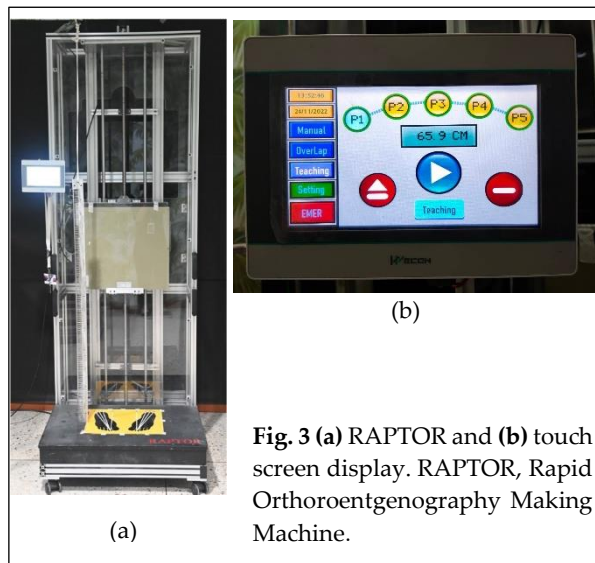 RAPTOR
(a)
13:52:46
24/11/2022
Manual
OverLap
Teaching
Setting
EMER
P1 P2 P3 P4 P5
65.9 CM
Teaching
(b)
Fig. 3 (a) RAPTOR and (b) touch
screen display. RAPTOR, Rapid
Orthoroentgenography Making
Machine.